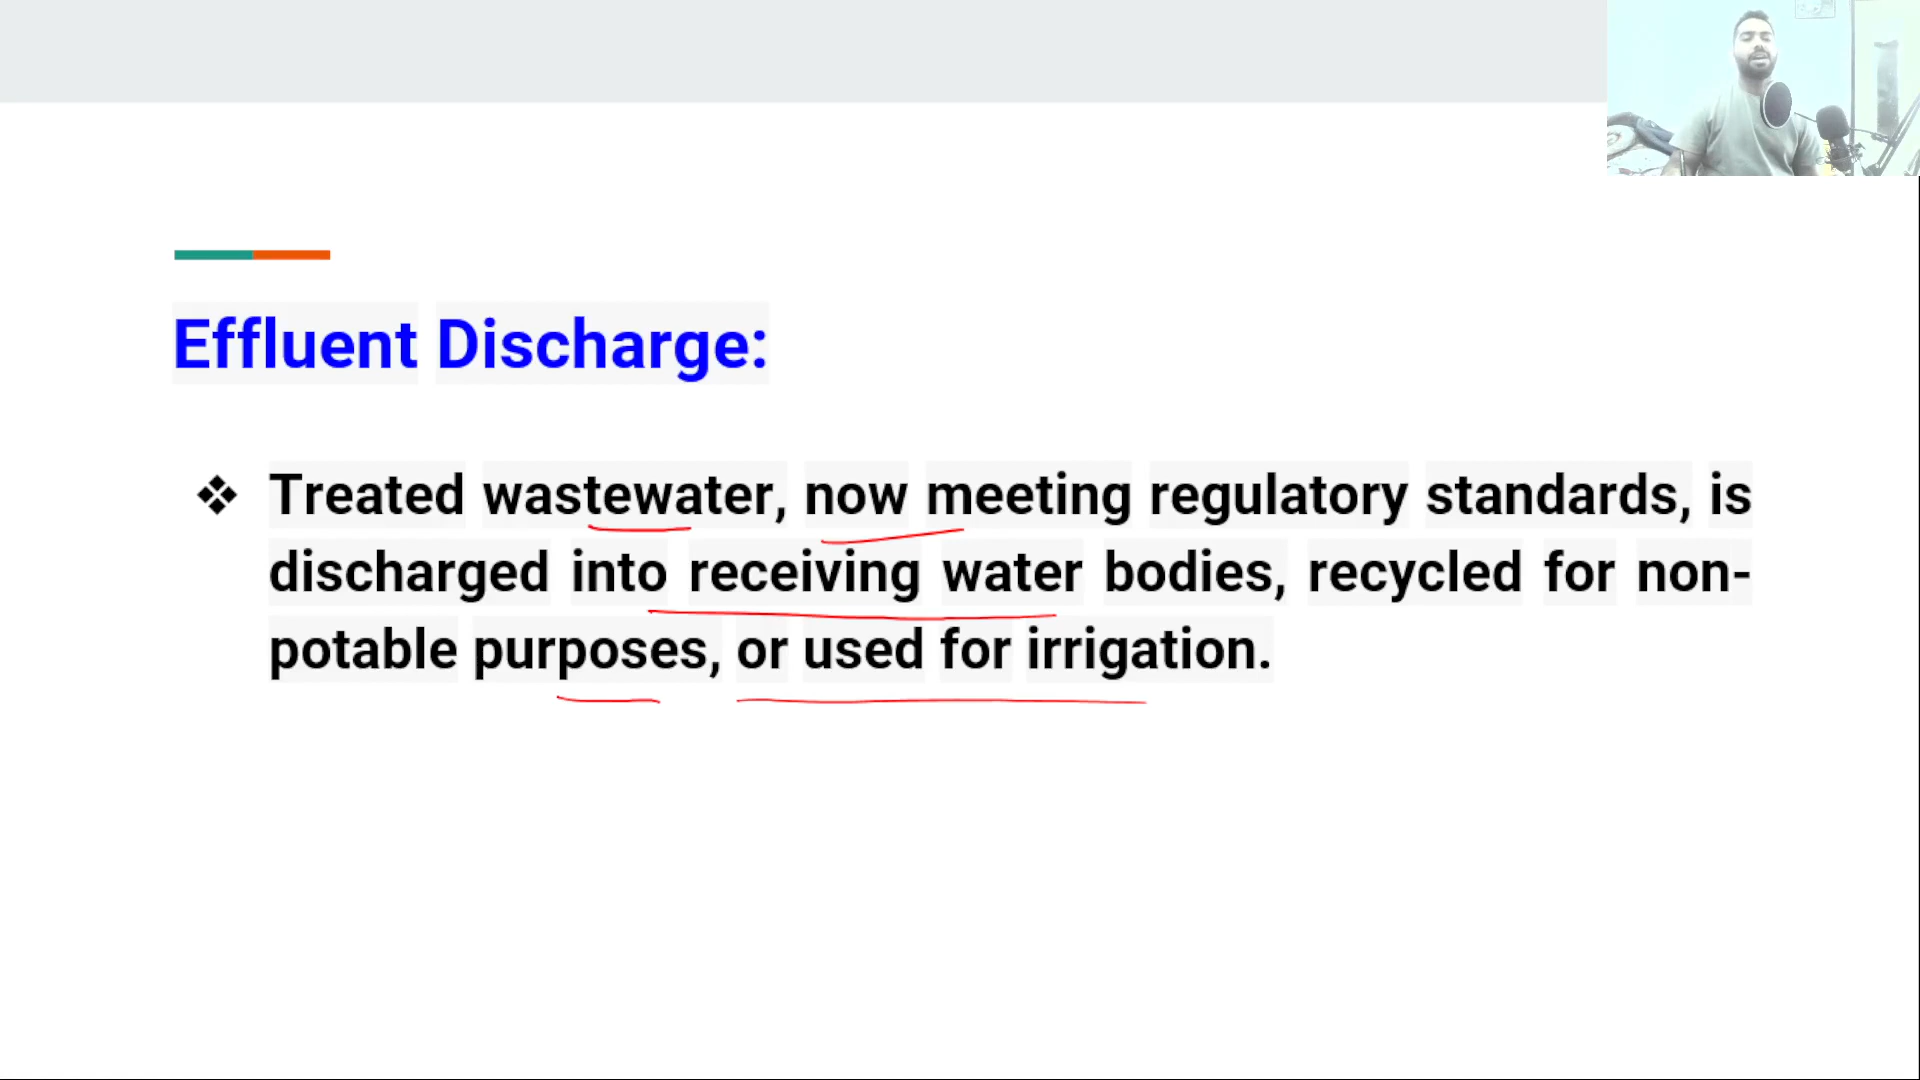 Effluent Discharge:
❖ Treated wastewater, now meeting regulatory standards, is
discharged into receiving water bodies, recycled for non-
potable purposes, or used for irrigation.